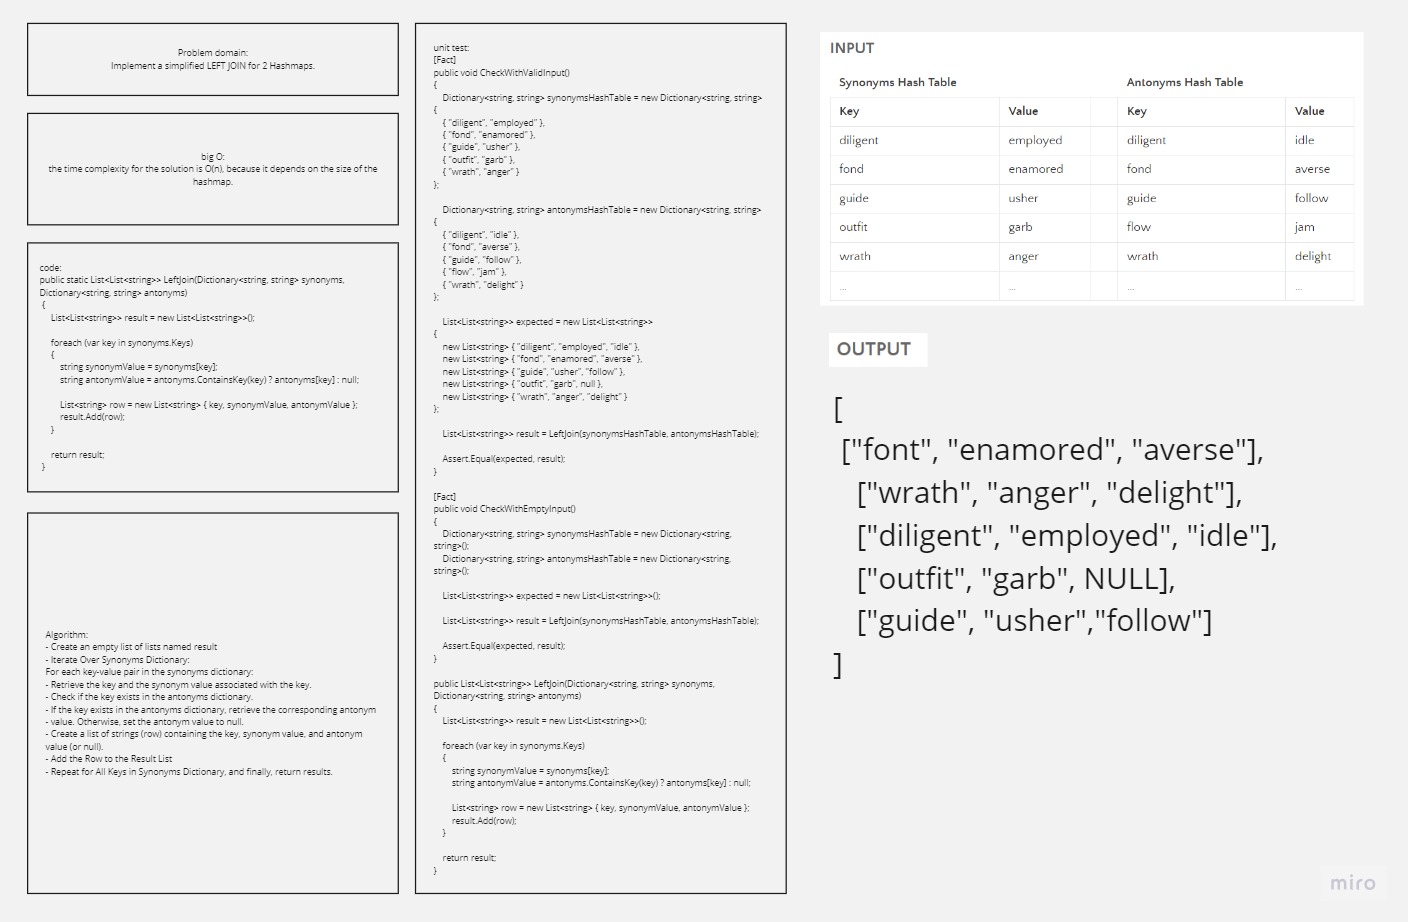 Problem domain:
Implement a simplified LEFT JOIN for 2 Hashmaps.
big O:
the time complexity for the solution is O(n), because it depends on the size of the
hashmap.
code:
public static List<List<string>> LeftJoin(Dictionary<string, string> synonyms,
Dictionary<string, string> antonyms)
{
List<List<string>> result = new List<List<string>>();
foreach (var key in synonyms.Keys)
{
string synonymValue = synonyms[key];
string antonymValue = antonyms.ContainsKey(key) ? antonyms[key] : null;
List<string> row = new List<string> { key, synonymValue, antonymValue };
result.Add(row);
}
return result;
}
Algorithm:
- Create an empty list of lists named result
- Iterate Over Synonyms Dictionary:
For each key-value pair in the synonyms dictionary:
- Retrieve the key and the synonym value associated with the key.
- Check if the key exists in the antonyms dictionary.
- If the key exists in the antonyms dictionary, retrieve the corresponding antonym
- value. Otherwise, set the antonym value to null.
- Create a list of strings (row) containing the key, synonym value, and antonym
value (or null).
- Add the Row to the Result List
- Repeat for All Keys in Synonyms Dictionary, and finally, return results.
unit test:
[Fact]
public void CheckWithValidInput()
{
Dictionary<string, string> synonymsHashTable = new Dictionary<string, string>
{
{ "diligent", "employed" },
{ "fond", "enamored" },
{ "guide", "usher" },
{ "outfit", "garb" },
{ "wrath", "anger" }
};
Dictionary<string, string> antonymsHashTable = new Dictionary<string, string>
{
{ "diligent", "idle" },
{ "fond", "averse" },
{ "guide", "follow" },
{ "flow", "jam" },
{ "wrath", "delight" }
};
List<List<string>> expected = new List<List<string>>
{
new List<string> { "diligent", "employed", "idle" },
new List<string> { "fond", "enamored", "averse" },
new List<string> { "guide", "usher", "follow" },
new List<string> { "outfit", "garb", null },
new List<string> { "wrath", "anger", "delight" }
};
List<List<string>> result = LeftJoin(synonymsHashTable, antonymsHashTable);
Assert.Equal(expected, result);
}
[Fact]
public void CheckWithEmptyInput()
{
Dictionary<string, string> synonymsHashTable = new Dictionary<string,
string>();
Dictionary<string, string> antonymsHashTable = new Dictionary<string,
string>();
List<List<string>> expected = new List<List<string>>();
List<List<string>> result = LeftJoin(synonymsHashTable, antonymsHashTable);
Assert.Equal(expected, result);
}
public List<List<string>> LeftJoin(Dictionary<string, string> synonyms,
Dictionary<string, string> antonyms)
{
List<List<string>> result = new List<List<string>>();
foreach (var key in synonyms.Keys)
{
string synonymValue = synonyms[key];
string antonymValue = antonyms.ContainsKey(key) ? antonyms[key] : null;
List<string> row = new List<string> { key, synonymValue, antonymValue };
result.Add(row);
}
return result;
}
INPUT
Synonyms Hash Table Antonyms Hash Table
Key Value Key Value
diligent employed diligent idle
fond enamored fond averse
guide usher guide follow
outfit garb flow jam
wrath anger wrath delight
... ... ... ...
OUTPUT
[
["font", "enamored", "averse"],
["wrath", "anger", "delight"],
["diligent", "employed", "idle"],
["outfit", "garb", NULL],
["guide", "usher","follow"]
]
miro